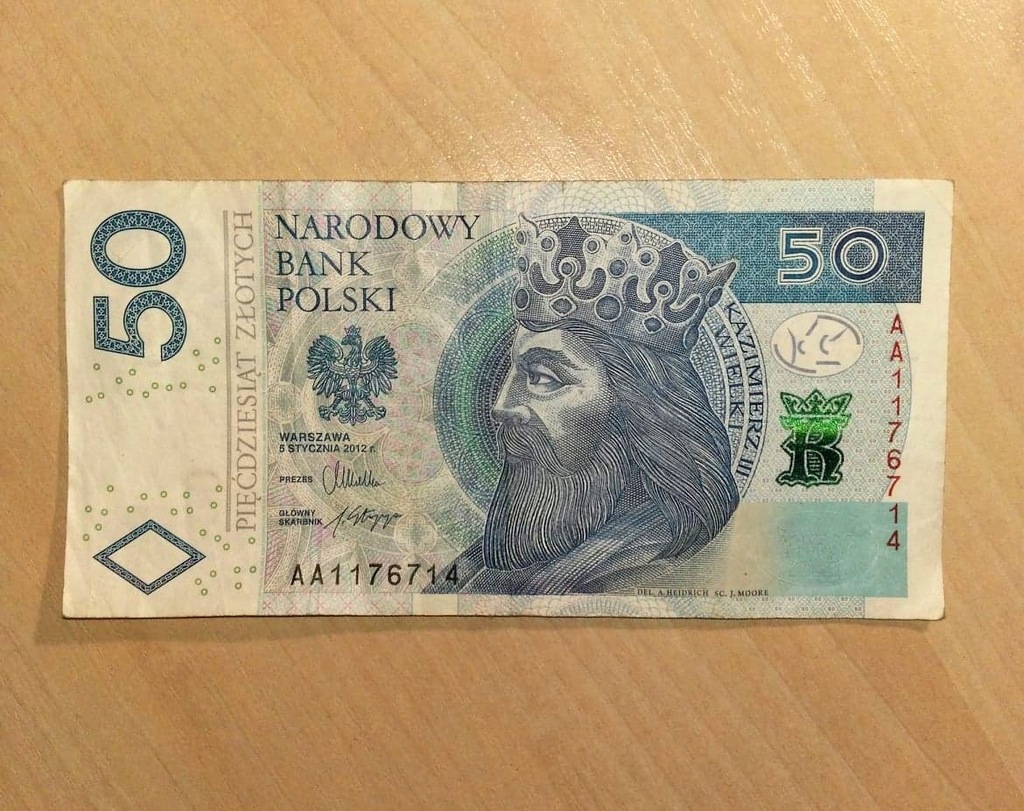 50
PIĘĆDZIESIĄT ZŁOTYCH
NARODOWY
BANK
POLSKI
WARSZAWA
5 STYCZNIA 2012 r.
PREZES
GŁÓWNY
SKARBNIK
AA1176714
50
KAZIMIERZ III
WIELKI
AA1176714
DEL. A. HEIDRICH SC. J. MOORE